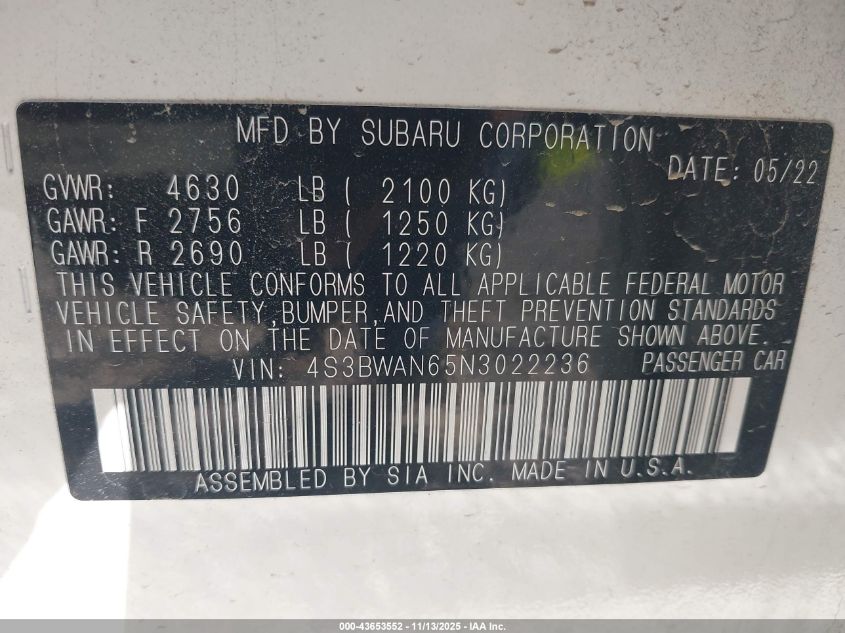 MFD BY SUBARU CORPORATION
DATE: 05/22
GVWR: 4630 LB ( 2100 KG)
GAWR: F 2756 LB ( 1250 KG)
GAWR: R 2690 LB ( 1220 KG)
THIS VEHICLE CONFORMS TO ALL APPLICABLE FEDERAL MOTOR
VEHICLE SAFETY,BUMPER,AND THEFT PREVENTION STANDARDS
IN EFFECT ON THE DATE OF MANUFACTURE SHOWN ABOVE.
VIN: 4S3BWAN65N3022236 PASSENGER CAR
ASSEMBLED BY SIA INC. MADE IN U.S.A.
000-43653552 - 11/13/2025 - IAA Inc.